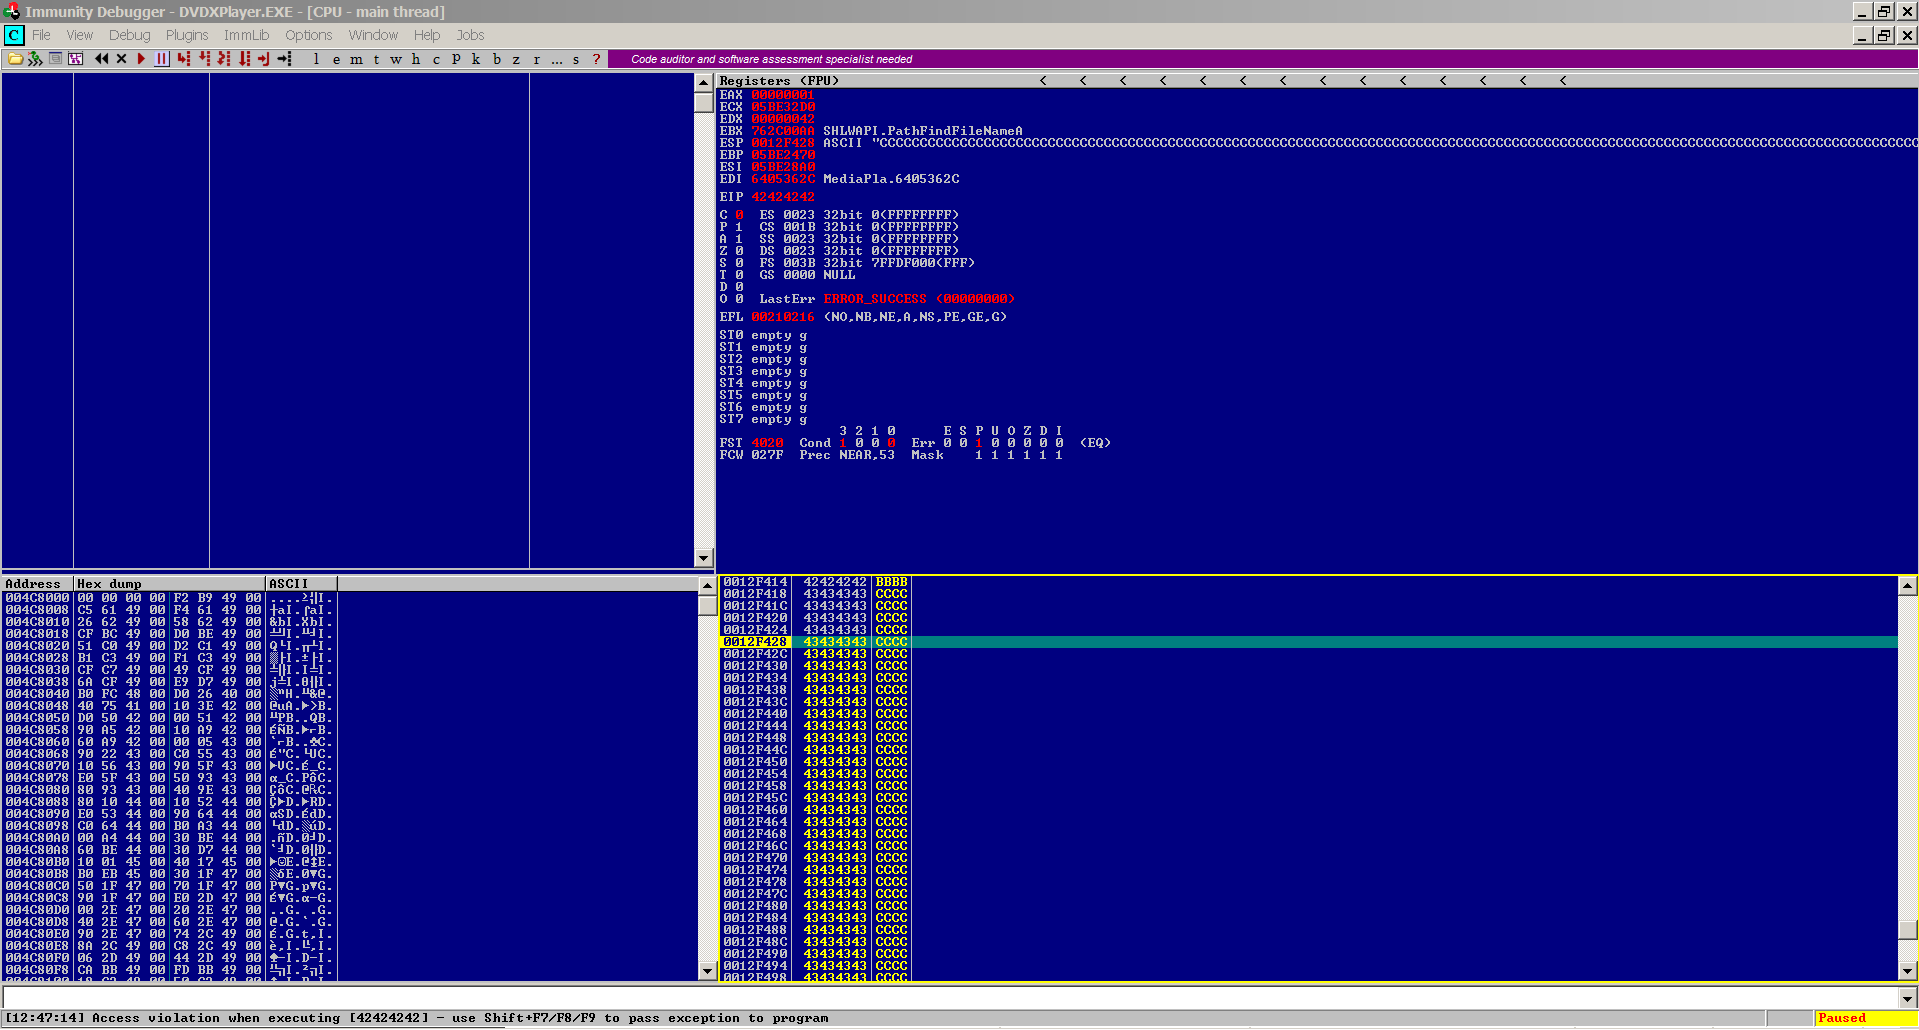 Immunity Debugger - DVDXPlayer.EXE - [CPU - main thread]
C File View Debug Plugins ImmLib Options Window Help Jobs
l e m t w h c P k b z r ... s ? Code auditor and software assessment specialist needed
Registers (FPU) < < < < < < < < < < < < < <
EAX 00000001
ECX 05BE32D0
EDX 00000042
EBX 762C00AA SHLWAPI.PathFindFileNameA
EBP 05BE2470
ESI 05BE28A0
EDI 6405362C MediaPla.6405362C
EIP 42424242
C 0 ES 0023 32bit 0(FFFFFFFF)
P 1 CS 001B 32bit 0(FFFFFFFF)
A 1 SS 0023 32bit 0(FFFFFFFF)
Z 0 DS 0023 32bit 0(FFFFFFFF)
S 0 FS 003B 32bit 7FFDF000(FFF)
T 0 GS 0000 NULL
D 0
O 0 LastErr ERROR_SUCCESS (00000000)
EFL 00210216 (NO,NB,NE,A,NS,PE,GE,G)
ST0 empty g
ST1 empty g
ST2 empty g
ST3 empty g
ST4 empty g
ST5 empty g
ST6 empty g
ST7 empty g
3 2 1 0 E S P U O Z D I
FST 4020 Cond 1 0 0 0 Err 0 0 1 0 0 0 0 0 (EQ)
FCW 027F Prec NEAR,53 Mask 1 1 1 1 1 1
Address Hex dump ASCII
004C8000 00 00 00 00 F2 B9 49 00
004C8008 C5 61 49 00 F4 61 49 00
004C8010 26 62 49 00 58 62 49 00 &bI.XbI.
004C8018 CF BC 49 00 D0 BE 49 00
004C8020 51 C0 49 00 D2 C1 49 00
004C8028 B1 C3 49 00 F1 C3 49 00
004C8030 CF C7 49 00 49 CF 49 00
004C8038 6A CF 49 00 E9 D7 49 00
004C8040 B0 FC 48 00 D0 26 40 00
004C8048 40 75 41 00 10 3E 42 00 @uA.►>B.
004C8050 D0 50 42 00 00 51 42 00
004C8058 90 A5 42 00 10 A9 42 00
004C8060 60 A9 42 00 00 05 43 00
004C8068 90 22 43 00 C0 55 43 00
004C8070 10 56 43 00 90 5F 43 00 ►VC.É_C.
004C8078 E0 5F 43 00 50 93 43 00 α_C.PôC.
004C8080 80 93 43 00 40 9E 43 00
004C8088 80 10 44 00 10 52 44 00 Ç►D.►RD.
004C8090 E0 53 44 00 90 64 44 00 αSD.ÉdD.
004C8098 C0 64 44 00 B0 A3 44 00
004C80A0 00 A4 44 00 30 BE 44 00
004C80A8 60 BE 44 00 30 D7 44 00
004C80B0 10 01 45 00 40 17 45 00
004C80B8 B0 EB 45 00 30 1F 47 00
004C80C0 50 1F 47 00 70 1F 47 00 P▼G.p▼G.
004C80C8 90 1F 47 00 E0 2D 47 00 É▼G.α-G.
004C80D0 00 2E 47 00 20 2E 47 00 ..G. .G.
004C80D8 40 2E 47 00 60 2E 47 00 @.G.`.G.
004C80E0 90 2E 47 00 74 2C 49 00 É.G.t,I.
004C80E8 8A 2C 49 00 C8 2C 49 00
004C80F0 06 2D 49 00 44 2D 49 00 ♠-I.D-I.
004C80F8 CA BB 49 00 FD BB 49 00
0012F414 42424242 BBBB
0012F418 43434343 CCCC
0012F41C 43434343 CCCC
0012F420 43434343 CCCC
0012F424 43434343 CCCC
0012F428 43434343 CCCC
0012F42C 43434343 CCCC
0012F430 43434343 CCCC
0012F434 43434343 CCCC
0012F438 43434343 CCCC
0012F43C 43434343 CCCC
0012F440 43434343 CCCC
0012F444 43434343 CCCC
0012F448 43434343 CCCC
0012F44C 43434343 CCCC
0012F450 43434343 CCCC
0012F454 43434343 CCCC
0012F458 43434343 CCCC
0012F45C 43434343 CCCC
0012F460 43434343 CCCC
0012F464 43434343 CCCC
0012F468 43434343 CCCC
0012F46C 43434343 CCCC
0012F470 43434343 CCCC
0012F474 43434343 CCCC
0012F478 43434343 CCCC
0012F47C 43434343 CCCC
0012F480 43434343 CCCC
0012F484 43434343 CCCC
0012F488 43434343 CCCC
0012F48C 43434343 CCCC
0012F490 43434343 CCCC
0012F494 43434343 CCCC
0012F498 43434343 CCCC
[12:47:14] Access violation when executing [42424242] - use Shift+F7/F8/F9 to pass exception to program
Paused